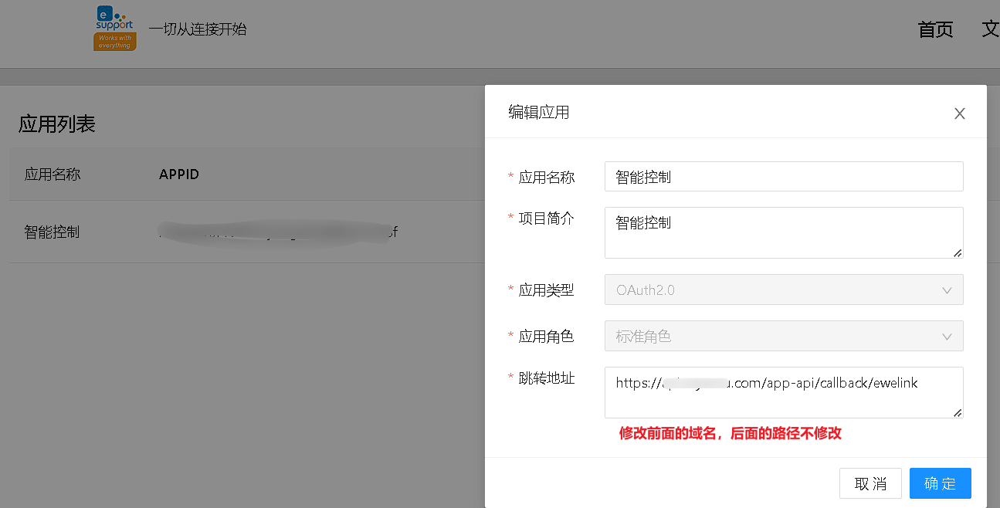 e
support
Works with
everything
一切从连接开始
首页
文
应用列表
应用名称
APPID
智能控制
编辑应用
* 应用名称
智能控制
* 项目简介
智能控制
* 应用类型
OAuth2.0
* 应用角色
标准角色
* 跳转地址
https:// .com/app-api/callback/ewelink
修改前面的域名，后面的路径不修改
取 消
确 定